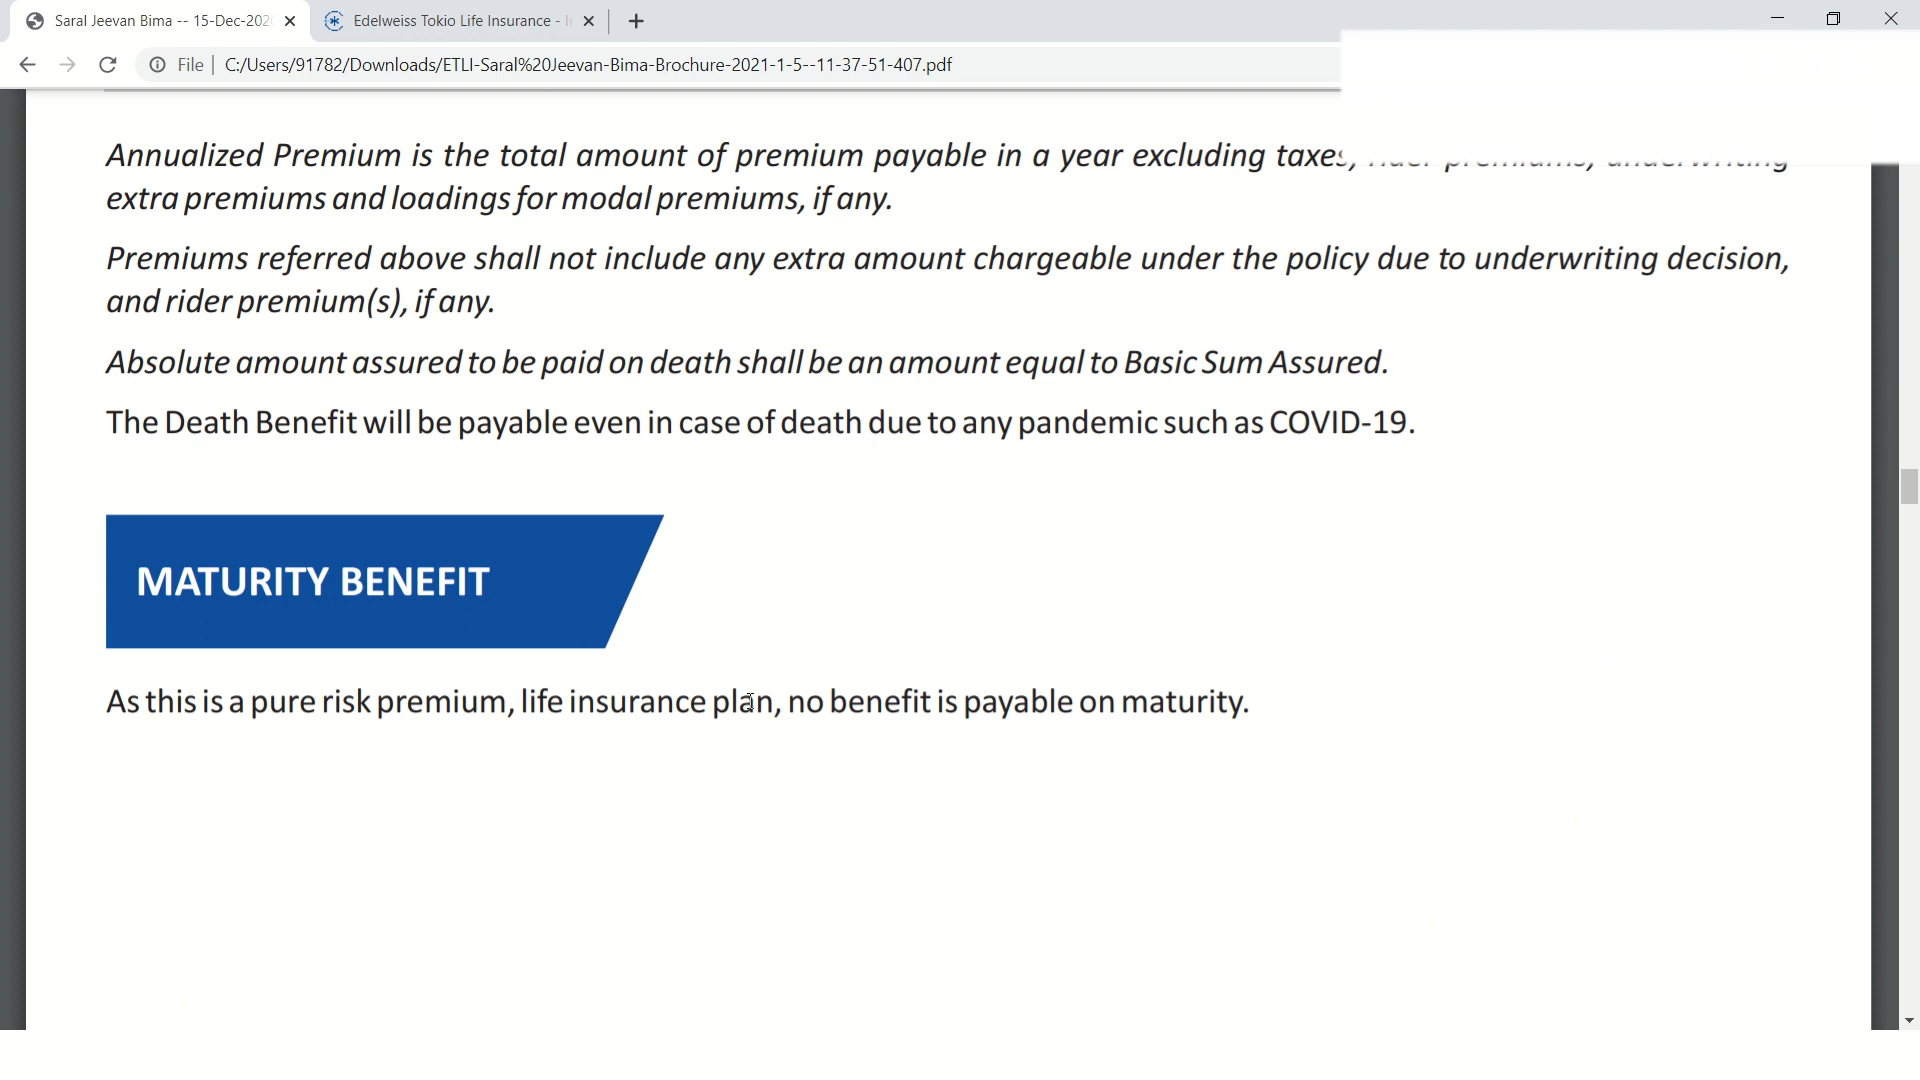 Saral Jeevan Bima -- 15-Dec-202
Edelweiss Tokio Life Insurance -
File
C:/Users/91782/Downloads/ETLI-Saral%20Jeevan-Bima-Brochure-2021-1-5--11-37-51-407.pdf
Annualized Premium is the total amount of premium payable in a year excluding taxes, rider premiums, underwriting
extra premiums and loadings for modal premiums, if any.
Premiums referred above shall not include any extra amount chargeable under the policy due to underwriting decision,
and rider premium(s), if any.
Absolute amount assured to be paid on death shall be an amount equal to Basic Sum Assured.
The Death Benefit will be payable even in case of death due to any pandemic such as COVID-19.
MATURITY BENEFIT
As this is a pure risk premium, life insurance plan, no benefit is payable on maturity.